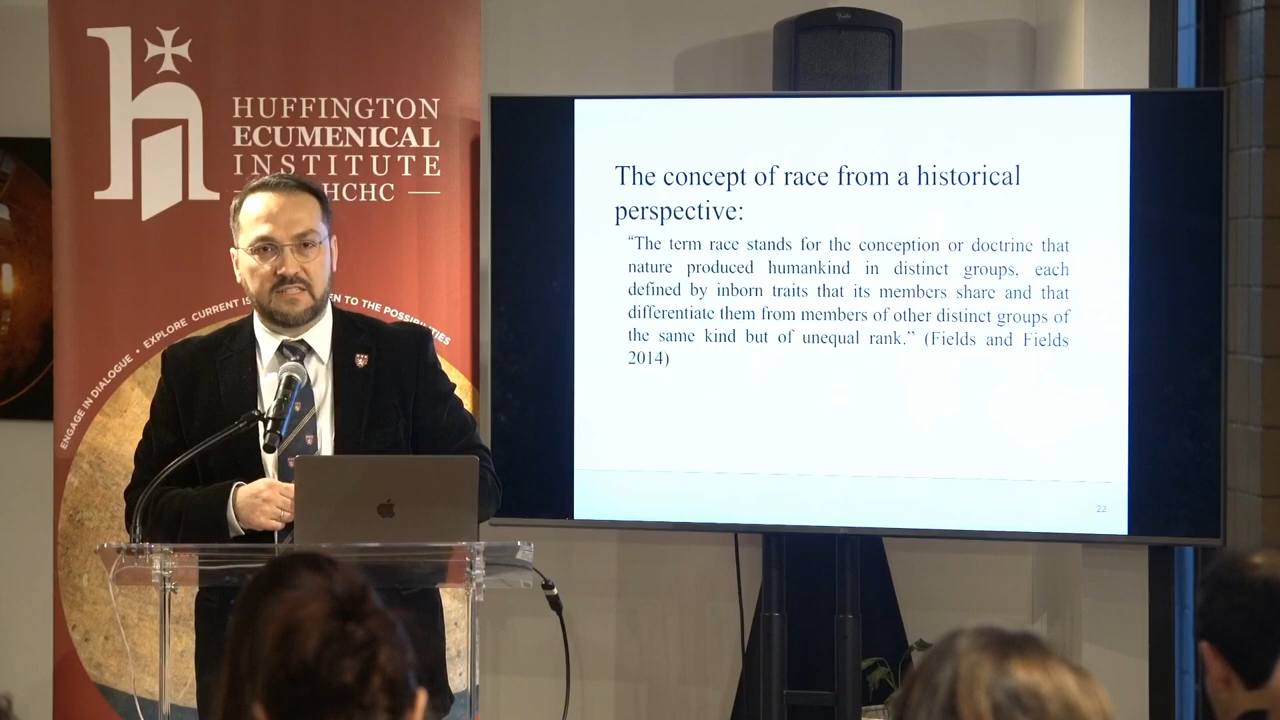 HUFFINGTON
ECUMENICAL
INSTITUTE
HCHC
ENGAGE IN DIALOGUE • EXPLORE CURRENT IS
EN TO THE POSSIBILITIES
The concept of race from a historical
perspective:
“The term race stands for the conception or doctrine that
nature produced humankind in distinct groups, each
defined by inborn traits that its members share and that
differentiate them from members of other distinct groups of
the same kind but of unequal rank.” (Fields and Fields
2014)
22